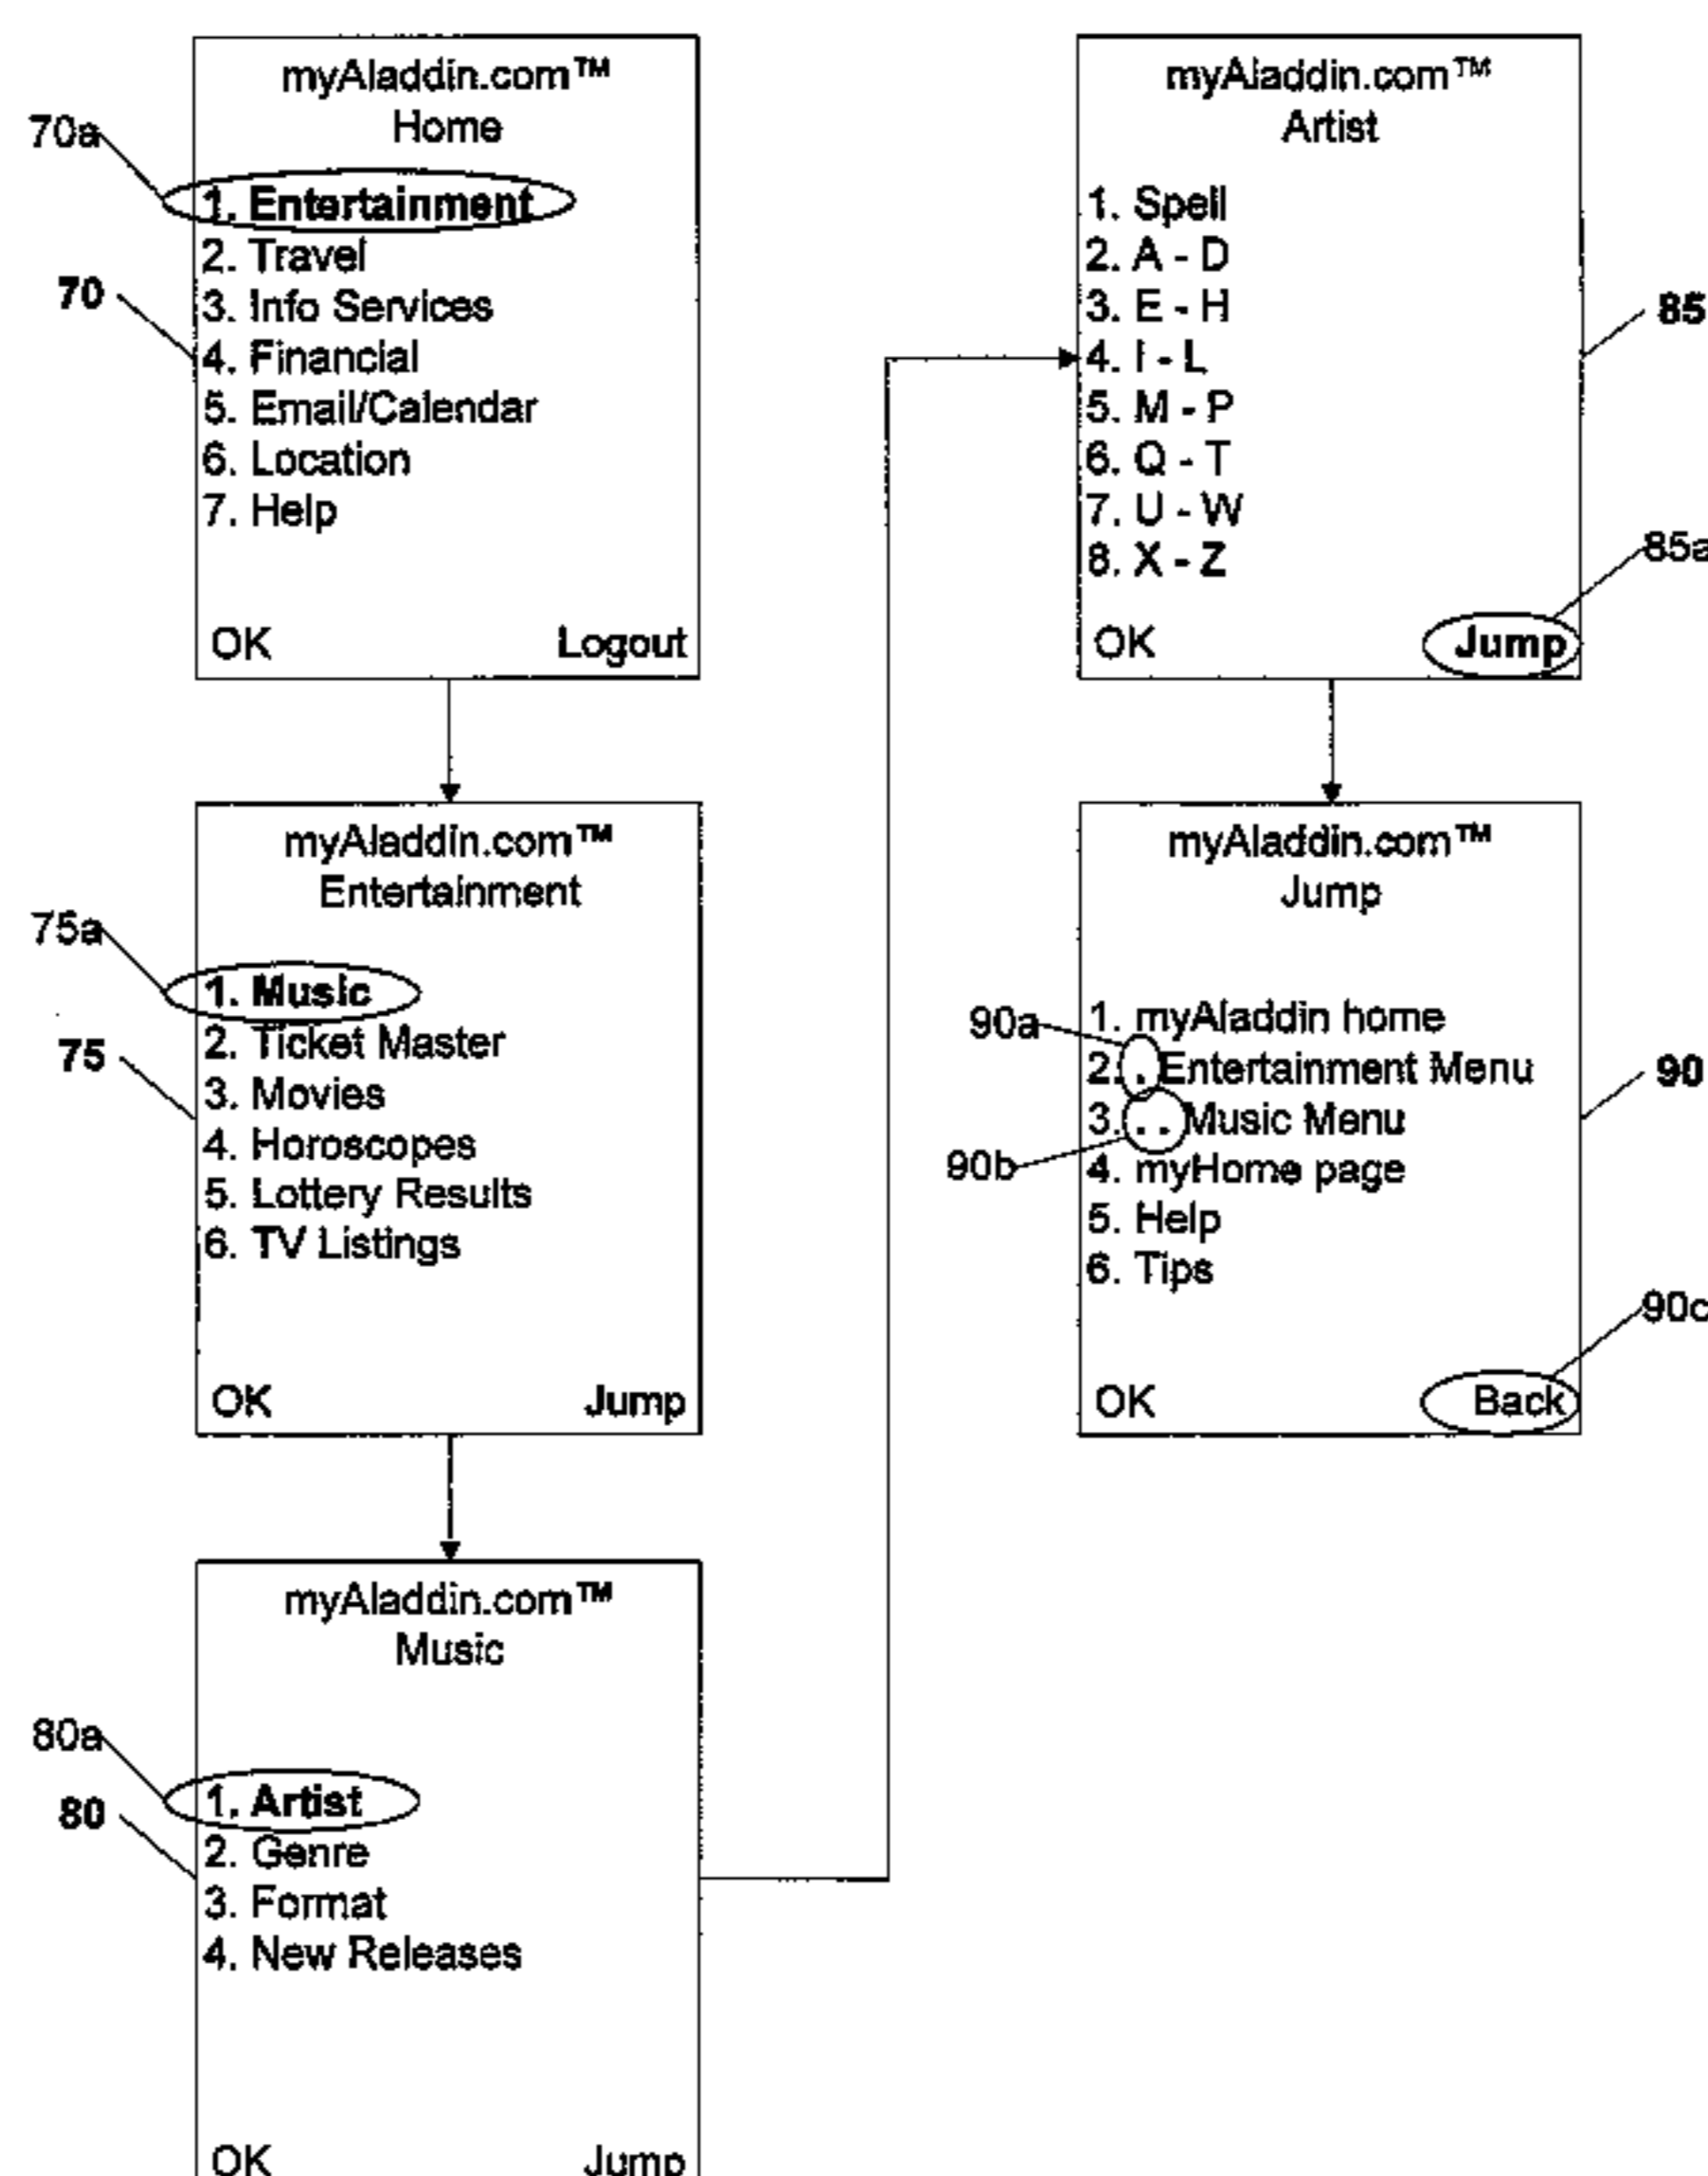 myAladdin.com™
Home
70a
1. Entertainment
2. Travel
70
3. Info Services
4. Financial
5. Email/Calendar
6. Location
7. Help
OK Logout
myAladdin.com™
Entertainment
75a
1. Music
2. Ticket Master
75
3. Movies
4. Horoscopes
5. Lottery Results
6. TV Listings
OK Jump
myAladdin.com™
Music
80a
1. Artist
80
2. Genre
3. Format
4. New Releases
OK Jump
myAladdin.com™
Artist
1. Spell
2. A - D
3. E - H
85
4. I - L
5. M - P
6. Q - T
7. U - W
85a
8. X - Z
OK Jump
myAladdin.com™
Jump
90a
1. myAladdin home
2. . Entertainment Menu
90
3. . . Music Menu
90b
4. myHome page
5. Help
6. Tips
90c
OK Back